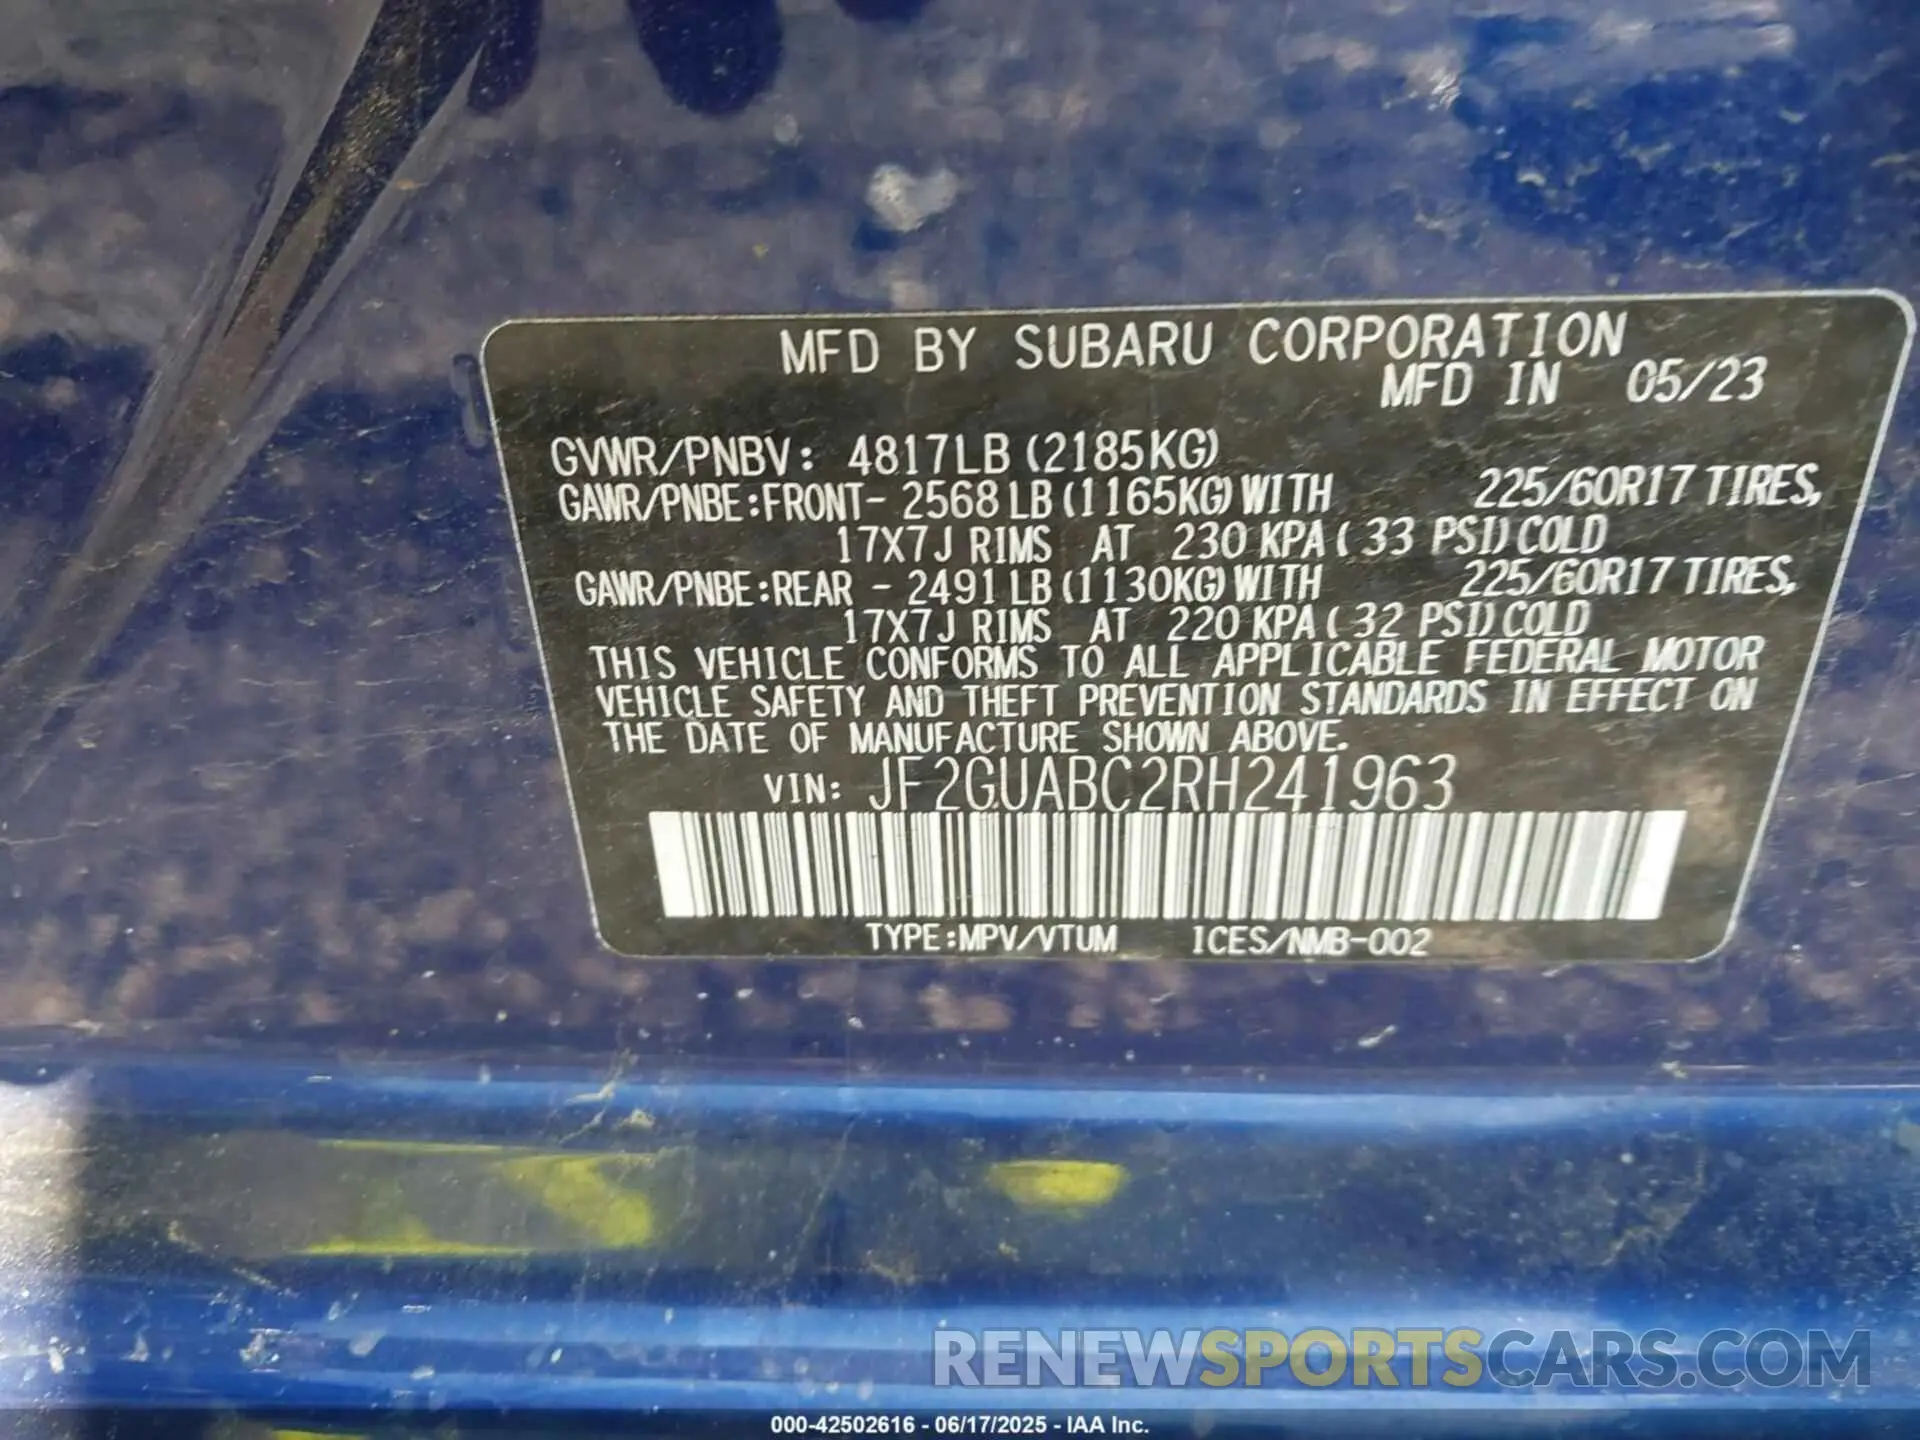 MFD BY SUBARU CORPORATION
MFD IN 05/23
GVWR/PNBV: 4817LB (2185KG)
GAWR/PNBE:FRONT- 2568LB (1165KG) WITH 225/60R17 TIRES,
17X7J RIMS AT 230 KPA ( 33 PSI) COLD
GAWR/PNBE:REAR - 2491LB (1130KG) WITH 225/60R17 TIRES,
17X7J RIMS AT 220 KPA ( 32 PSI) COLD
THIS VEHICLE CONFORMS TO ALL APPLICABLE FEDERAL MOTOR
VEHICLE SAFETY AND THEFT PREVENTION STANDARDS IN EFFECT ON
THE DATE OF MANUFACTURE SHOWN ABOVE.
VIN: JF2GUABC2RH241963
TYPE:MPV/VTUM ICES/NMB-002
RENEWSPORTSCARS.COM
000-42502616 - 06/17/2025 - IAA Inc.